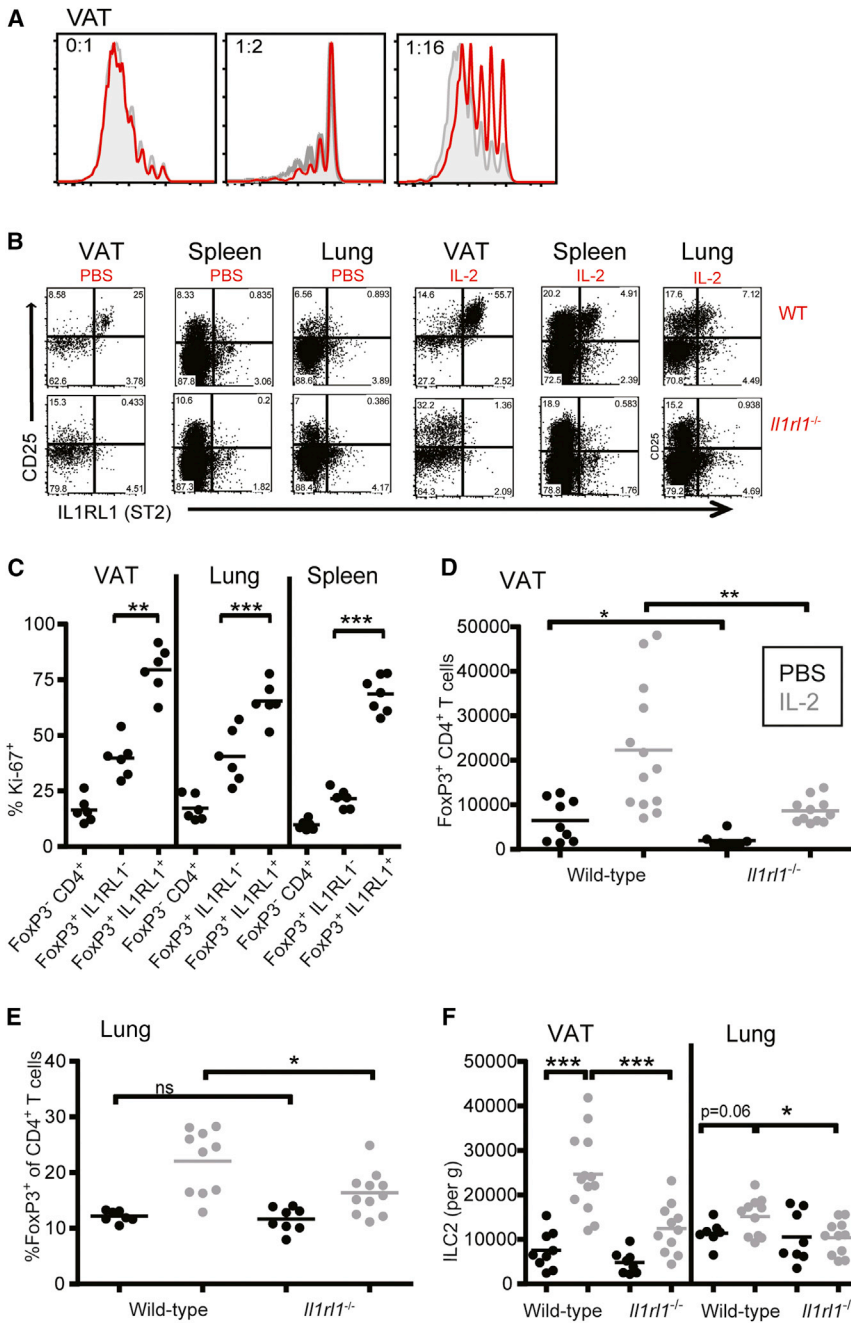 A
VAT
0:1
1:2
1:16
B
VAT Spleen Lung VAT Spleen Lung
PBS PBS PBS IL-2 IL-2 IL-2
8.58 25 8.33 0.835 6.56 0.893 14.6 55.7 20.2 4.91 17.6 7.12
WT
62.6 3.78 87.8 3.06 88.6 3.89 27.2 2.52 72.5 2.39 70.8 4.49
15.3 0.433 10.6 0.2 7 0.386 32.2 1.36 18.9 0.583 15.2 0.938
Il1rl1-/-
CD25
CD25
79.8 4.51 87.3 1.82 88.4 4.17 64.3 2.09 78.8 1.76 79.2 4.69
IL1RL1 (ST2)
C
VAT Lung Spleen
** *** ***
% Ki-67+
100
75
50
25
0
FoxP3- CD4+
FoxP3+ IL1RL1-
FoxP3+ IL1RL1+
FoxP3- CD4+
FoxP3+ IL1RL1-
FoxP3+ IL1RL1+
FoxP3- CD4+
FoxP3+ IL1RL1-
FoxP3+ IL1RL1+
D
VAT
* **
FoxP3+ CD4+ T cells
50000
40000
30000
20000
10000
0
PBS
IL-2
Wild-type Il1rl1-/-
E
Lung
ns *
%FoxP3+ of CD4+ T cells
40
30
20
10
0
Wild-type Il1rl1-/-
F
VAT Lung
*** *** p=0.06 *
ILC2 (per g)
50000
40000
30000
20000
10000
0
Wild-type Il1rl1-/- Wild-type Il1rl1-/-